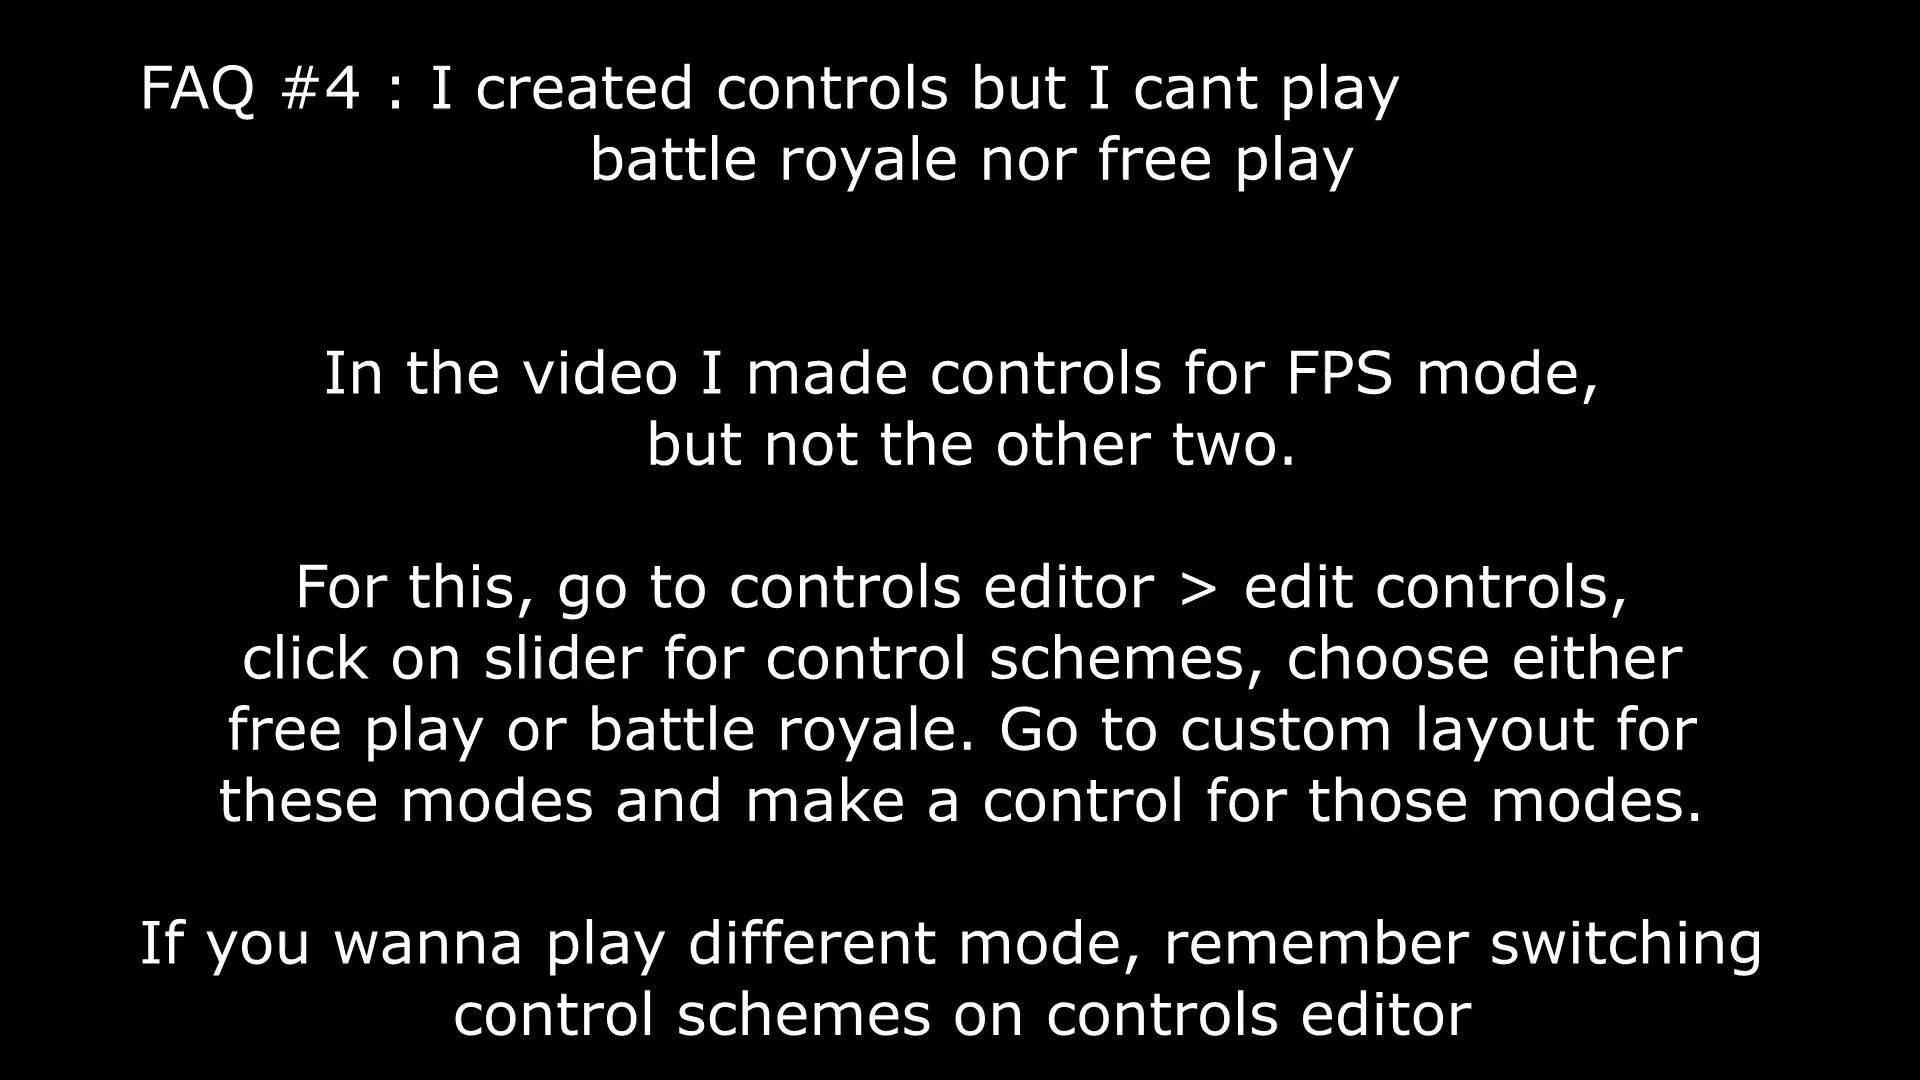 FAQ #4 : I created controls but I cant play
battle royale nor free play
In the video I made controls for FPS mode,
but not the other two.
For this, go to controls editor > edit controls,
click on slider for control schemes, choose either
free play or battle royale. Go to custom layout for
these modes and make a control for those modes.
If you wanna play different mode, remember switching
control schemes on controls editor